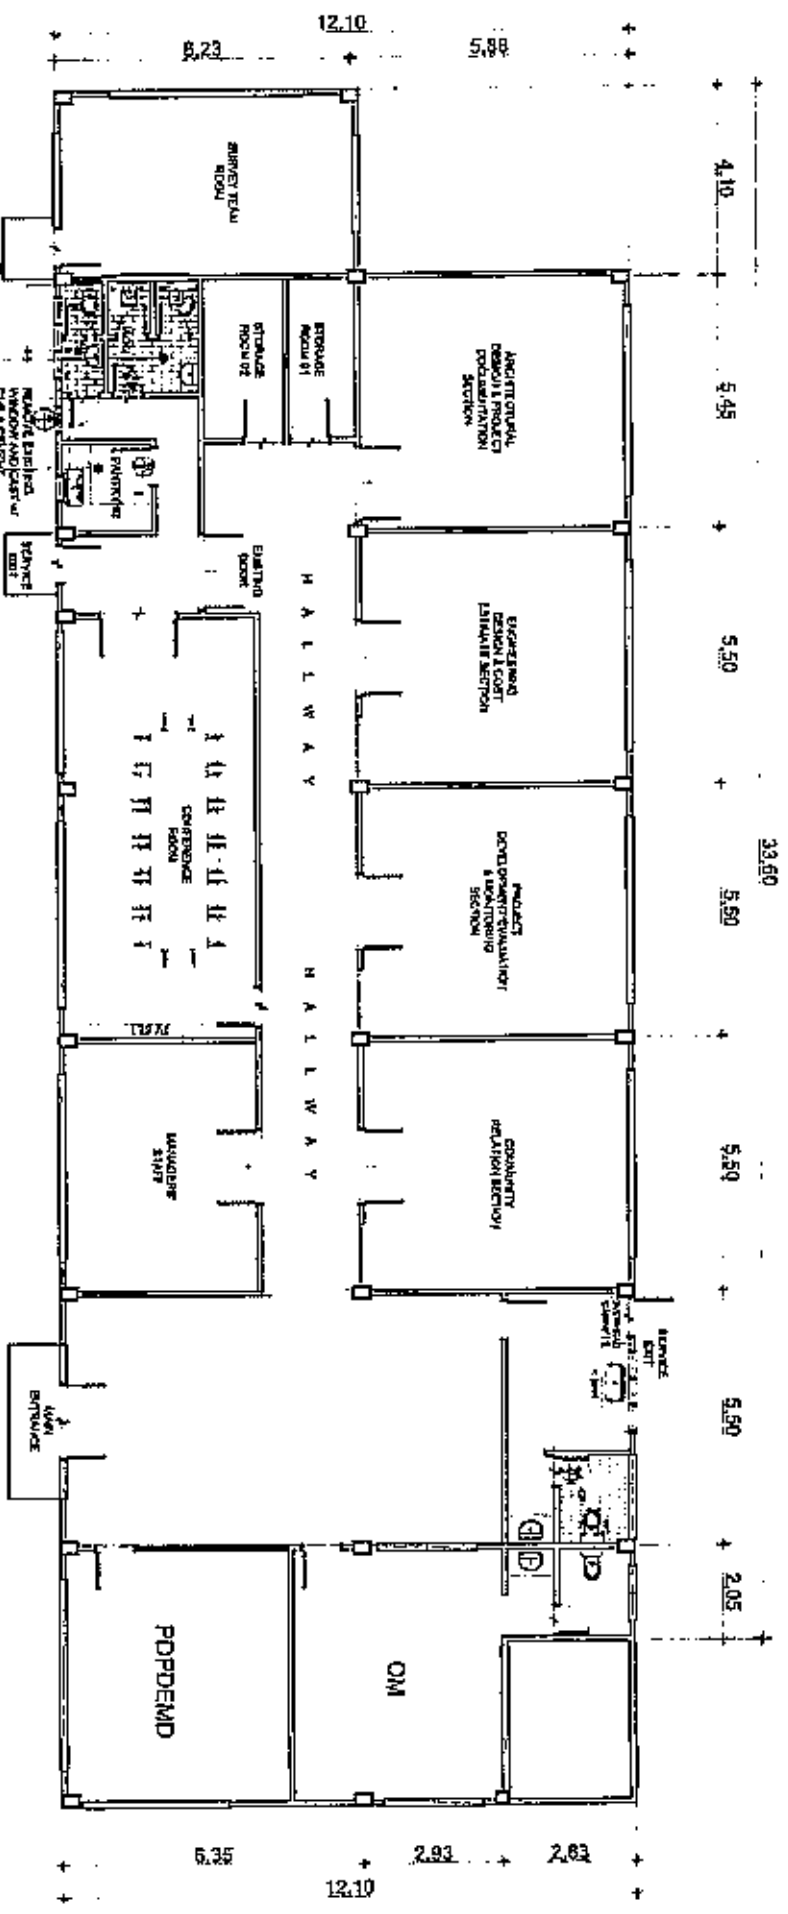 12.10
6.23
5.88
4.10
SURVEY TEAM
ROOM
5.45
ARCHITECTURAL
DESIGN & PROJECT
DOCUMENTATION
SECTION
STORAGE
ROOM 01
STORAGE
ROOM 02
PANTRY
SERVICE
EXIT
EXISTING
DOOR
HALLWAY
ENGINEERING
DESIGN & COST
ESTIMATE SECTION
5.50
33.60
CONFERENCE
ROOM
PROJECT
DEVELOPMENT EVALUATION
& MONITORING
SECTION
5.50
HALLWAY
MANAGERS'
STAFF
COMMUNITY
RELATION SECTION
5.50
SERVICE
EXIT
MAIN
ENTRANCE
5.50
2.05
PDPDEMD
OM
6.35
2.93
2.83
12.10